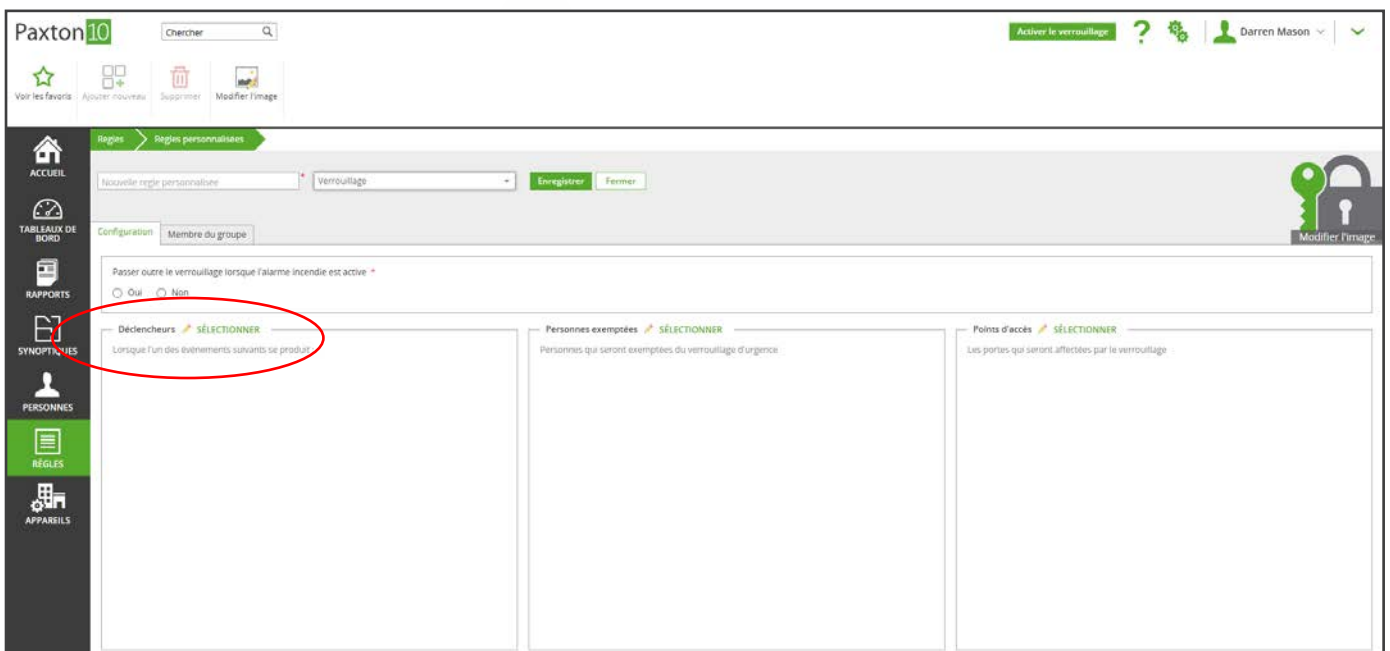 Paxton10
Chercher
Activer le verrouillage
?
Darren Mason
Voir les favoris
Ajouter nouveau
Supprimer
Modifier l'image
Règles
Règles personnalisées
ACCUEIL
Nouvelle règle personnalisée
*
Verrouillage
Enregistrer
Fermer
Modifier l'image
TABLEAUX DE
BORD
Configuration
Membre du groupe
RAPPORTS
Passer outre le verrouillage lorsque l'alarme incendie est active *
Oui
Non
SYNOPTIQUES
Déclencheurs SÉLECTIONNER
Lorsque l'un des événements suivants se produit
Personnes exemptées SÉLECTIONNER
Personnes qui seront exemptées du verrouillage d'urgence
Points d'accès SÉLECTIONNER
Les portes qui seront affectées par le verrouillage
PERSONNES
RÈGLES
APPAREILS